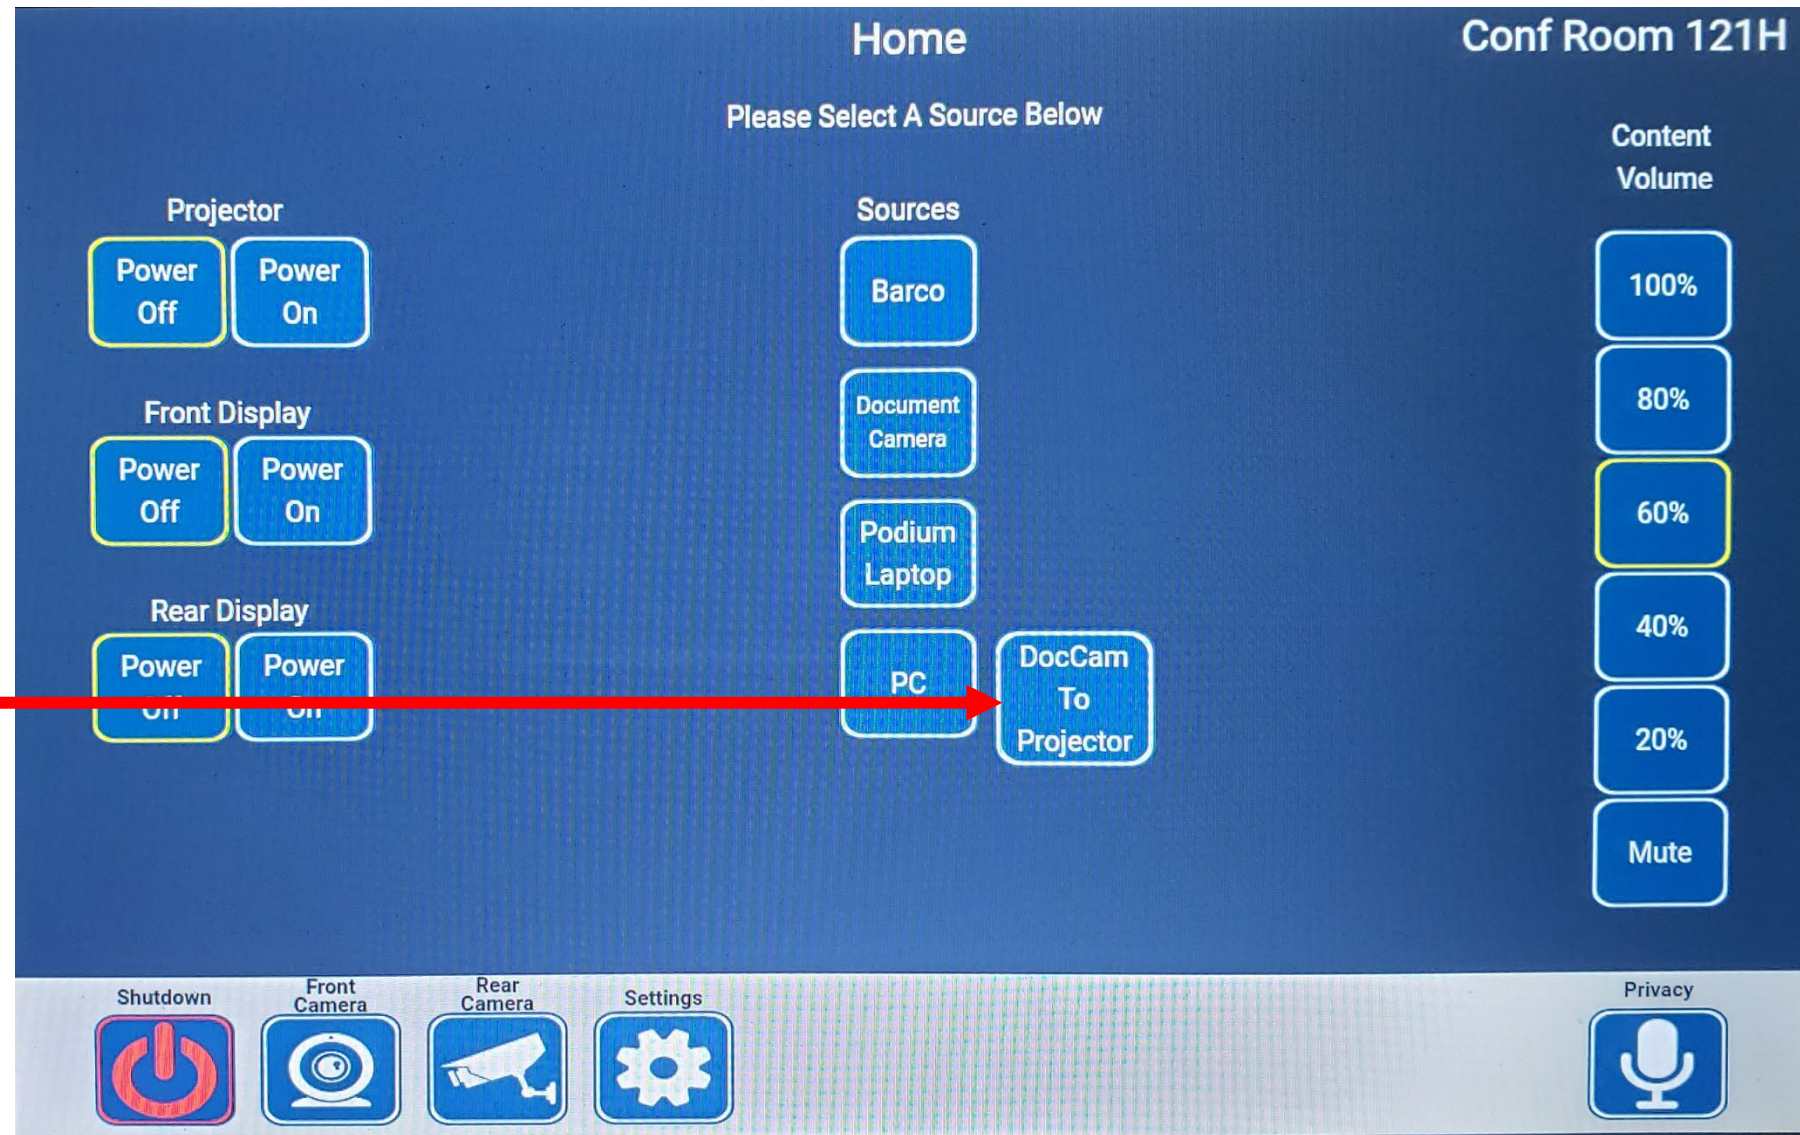 Home
Conf Room 121H
Please Select A Source Below
Content
Volume
Projector
Power
Off
Power
On
Front Display
Power
Off
Power
On
Rear Display
Power
Off
Power
On
Sources
Barco
Document
Camera
Podium
Laptop
PC
DocCam
To
Projector
100%
80%
60%
40%
20%
Mute
Shutdown
Front
Camera
Rear
Camera
Settings
Privacy